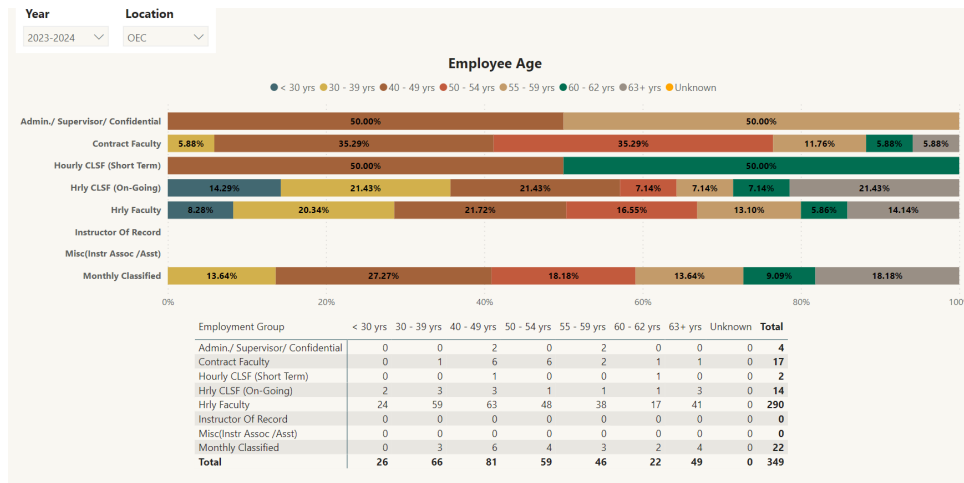 Year Location
2023-2024 OEC
Employee Age
< 30 yrs 30 - 39 yrs 40 - 49 yrs 50 - 54 yrs 55 - 59 yrs 60 - 62 yrs 63+ yrs Unknown
Admin./ Supervisor/ Confidential 50.00% 50.00%
Contract Faculty 5.88% 35.29% 35.29% 11.76% 5.88% 5.88%
Hourly CLSF (Short Term) 50.00% 50.00%
Hrly CLSF (On-Going) 14.29% 21.43% 21.43% 7.14% 7.14% 7.14% 21.43%
Hrly Faculty 8.28% 20.34% 21.72% 16.55% 13.10% 5.86% 14.14%
Instructor Of Record
Misc(Instr Assoc /Asst)
Monthly Classified 13.64% 27.27% 18.18% 13.64% 9.09% 18.18%
0% 20% 40% 60% 80% 100
Employment Group < 30 yrs 30 - 39 yrs 40 - 49 yrs 50 - 54 yrs 55 - 59 yrs 60 - 62 yrs 63+ yrs Unknown Total
Admin./ Supervisor/ Confidential 0 0 2 0 2 0 0 0 4
Contract Faculty 0 1 6 6 2 1 1 0 17
Hourly CLSF (Short Term) 0 0 1 0 0 1 0 0 2
Hrly CLSF (On-Going) 2 3 3 1 1 1 3 0 14
Hrly Faculty 24 59 63 48 38 17 41 0 290
Instructor Of Record 0 0 0 0 0 0 0 0 0
Misc(Instr Assoc /Asst) 0 0 0 0 0 0 0 0 0
Monthly Classified 0 3 6 4 3 2 4 0 22
Total 26 66 81 59 46 22 49 0 349